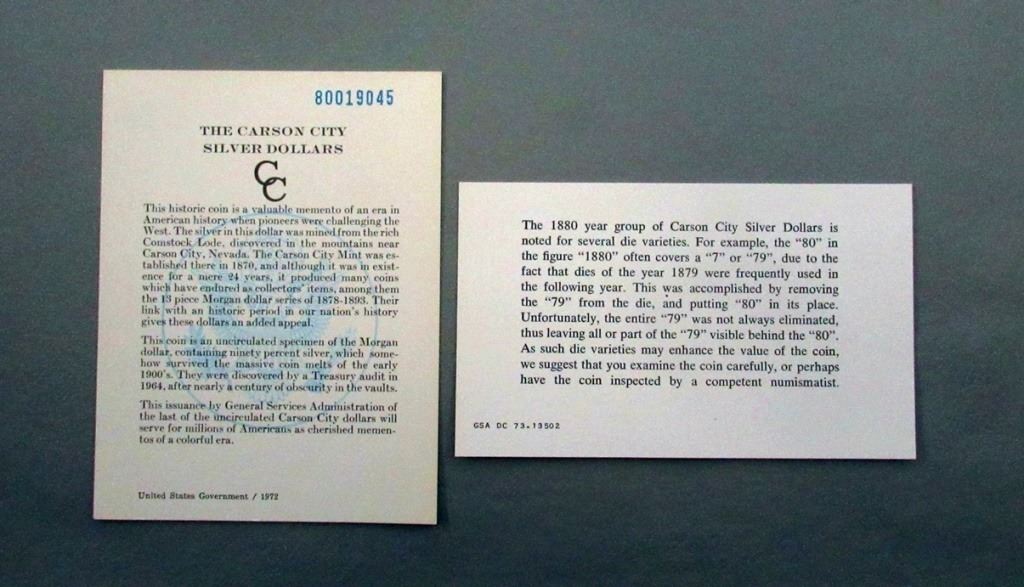 80019045
THE CARSON CITY
SILVER DOLLARS
CC
This historic coin is a valuable memento of an era in
American history when pioneers were challenging the
West. The silver in this dollar was mined from the rich
Comstock Lode, discovered in the mountains near
Carson City, Nevada. The Carson City Mint was es-
tablished there in 1870, and although it was in exist-
ence for a mere 24 years, it produced many coins
which have endured as collectors' items, among them
the 13 piece Morgan dollar series of 1878-1893. Their
link with an historic period in our nation's history
gives these dollars an added appeal.
This coin is an uncirculated specimen of the Morgan
dollar, containing ninety percent silver, which some-
how survived the massive coin melts of the early
1900's. They were discovered by a Treasury audit in
1964, after nearly a century of obscurity in the vaults.
This issuance by General Services Administration of
the last of the uncirculated Carson City dollars will
serve for millions of Americans as cherished memen-
tos of a colorful era.
United States Government / 1972
The 1880 year group of Carson City Silver Dollars is
noted for several die varieties. For example, the “80” in
the figure “1880” often covers a “7” or “79”, due to the
fact that dies of the year 1879 were frequently used in
the following year. This was accomplished by removing
the “79” from the die, and putting “80” in its place.
Unfortunately, the entire “79” was not always eliminated,
thus leaving all or part of the “79” visible behind the “80”.
As such die varieties may enhance the value of the coin,
we suggest that you examine the coin carefully, or perhaps
have the coin inspected by a competent numismatist.
GSA DC 73-13502